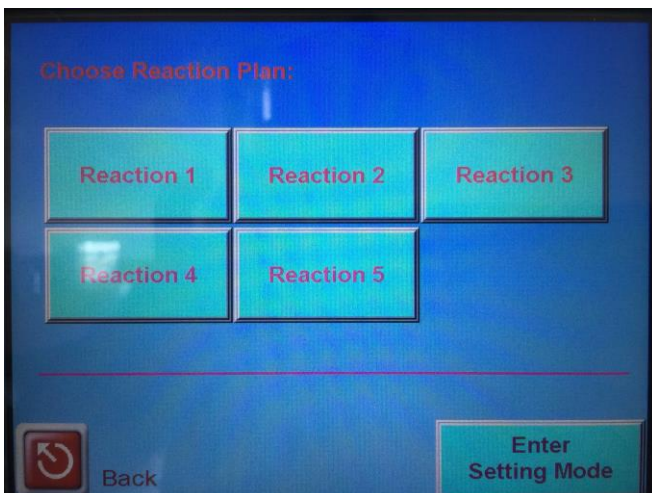 Choose Reaction Plan:
Reaction 1
Reaction 2
Reaction 3
Reaction 4
Reaction 5
Back
Enter
Setting Mode